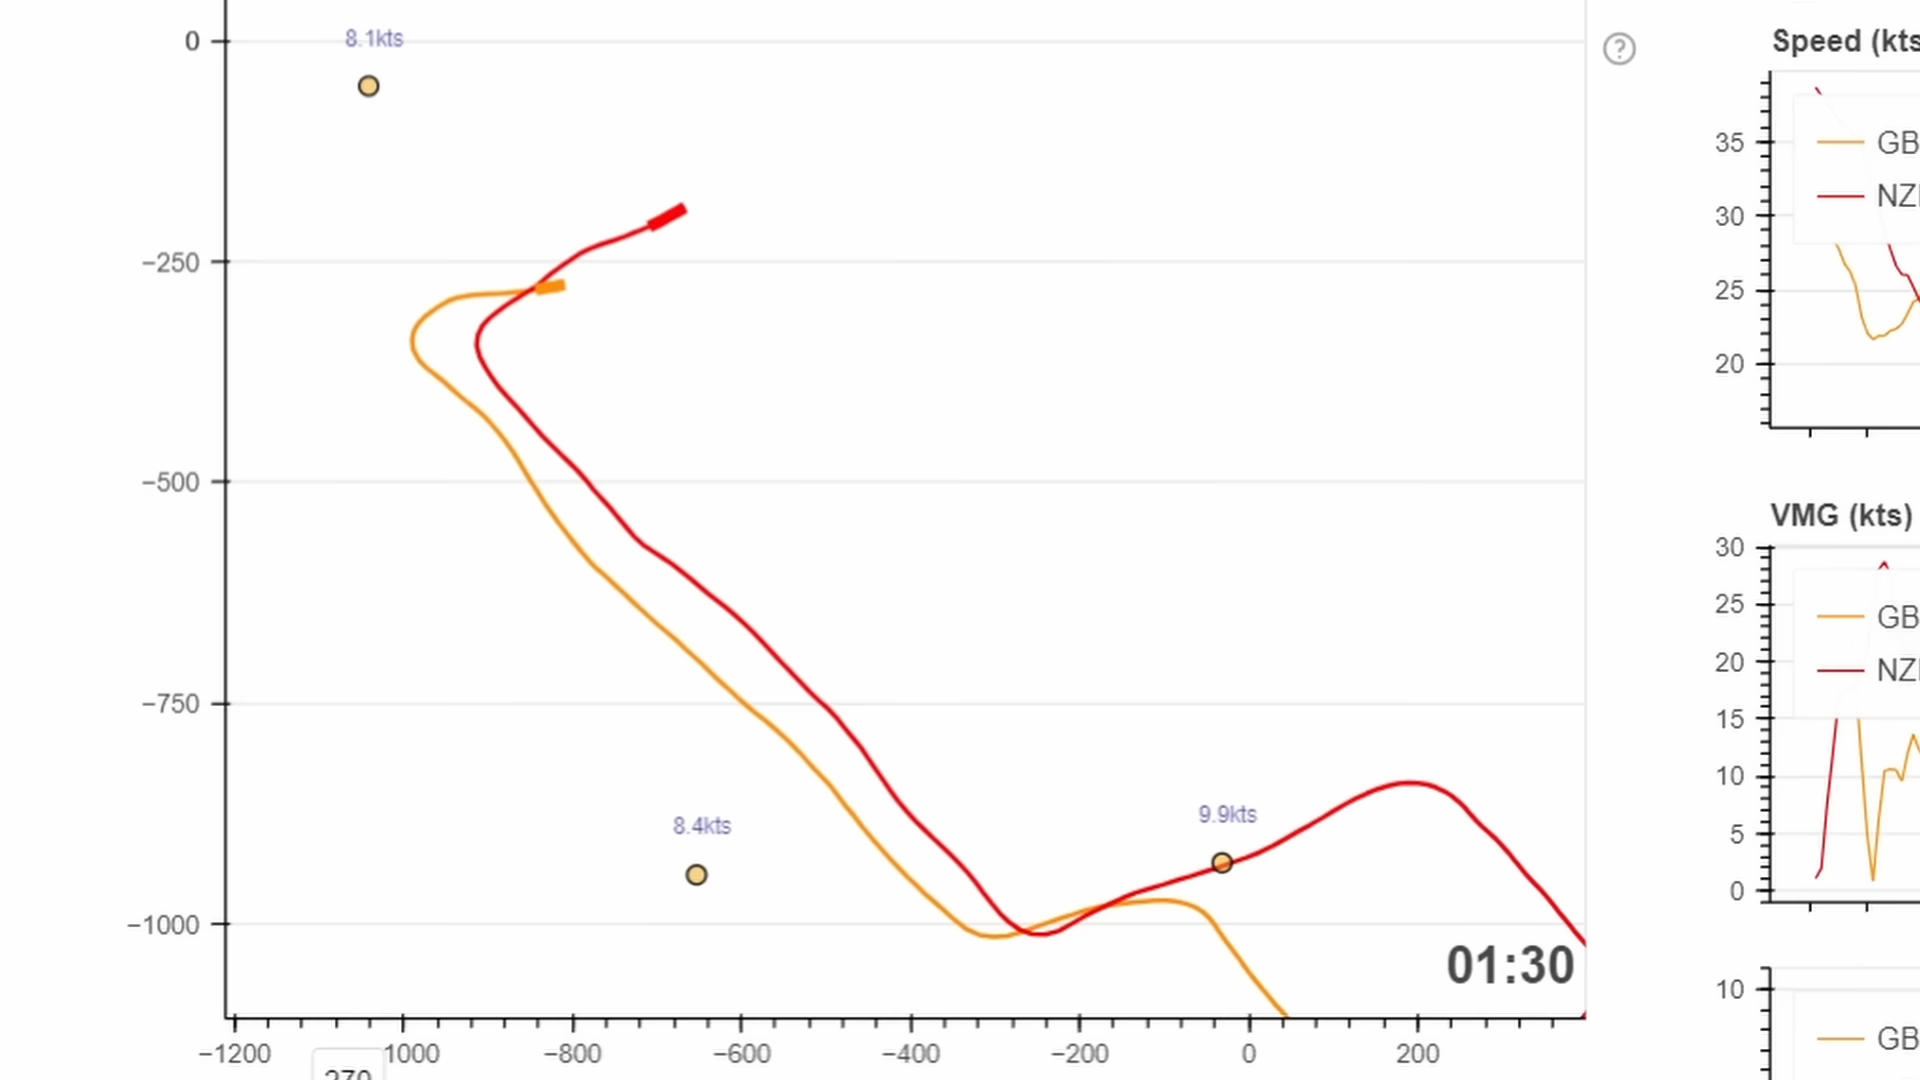 0
8.1kts
−250
−500
−750
−1000
8.4kts
9.9kts
01:30
−1200
1000
−800
−600
−400
−200
0
200
270
?
Speed (kts
35
30
25
20
GB
NZ
VMG (kts)
30
25
20
15
10
5
0
GB
NZ
10
GB